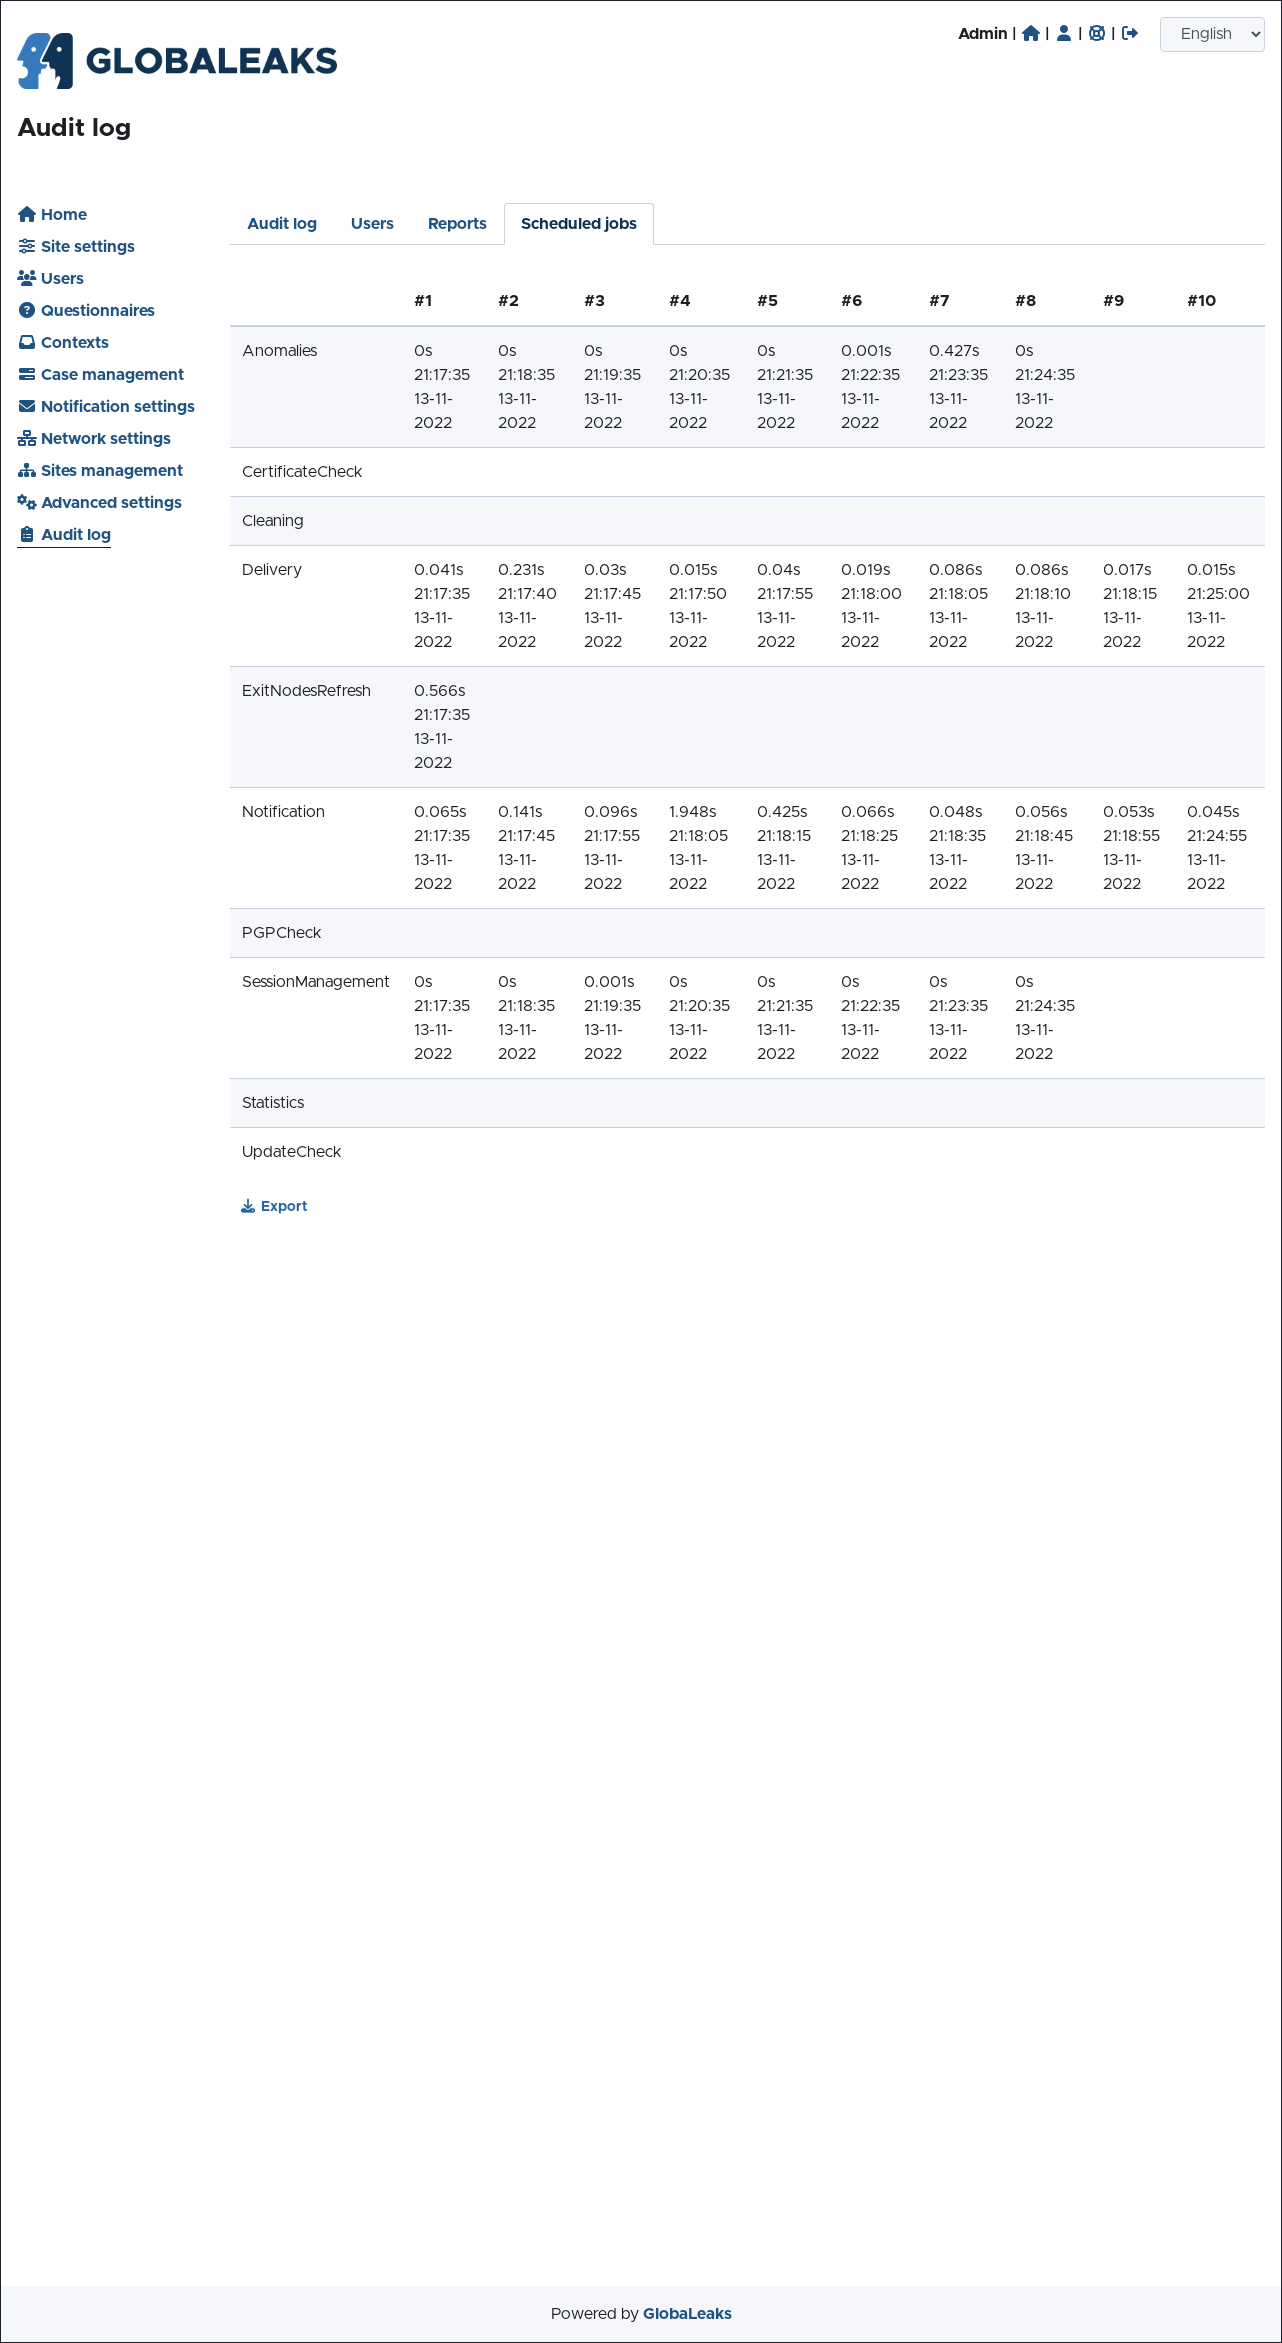 Admin | | | |
English
GLOBALEAKS
Audit log
Home
Site settings
Users
Questionnaires
Contexts
Case management
Notification settings
Network settings
Sites management
Advanced settings
Audit log
Audit log Users Reports Scheduled jobs
#1 #2 #3 #4 #5 #6 #7 #8 #9 #10
Anomalies 0s 0s 0s 0s 0s 0.001s 0.427s 0s
21:17:35 21:18:35 21:19:35 21:20:35 21:21:35 21:22:35 21:23:35 21:24:35
13-11- 13-11- 13-11- 13-11- 13-11- 13-11- 13-11- 13-11-
2022 2022 2022 2022 2022 2022 2022 2022
CertificateCheck
Cleaning
Delivery 0.041s 0.231s 0.03s 0.015s 0.04s 0.019s 0.086s 0.086s 0.017s 0.015s
21:17:35 21:17:40 21:17:45 21:17:50 21:17:55 21:18:00 21:18:05 21:18:10 21:18:15 21:25:00
13-11- 13-11- 13-11- 13-11- 13-11- 13-11- 13-11- 13-11- 13-11- 13-11-
2022 2022 2022 2022 2022 2022 2022 2022 2022 2022
ExitNodesRefresh 0.566s
21:17:35
13-11-
2022
Notification 0.065s 0.141s 0.096s 1.948s 0.425s 0.066s 0.048s 0.056s 0.053s 0.045s
21:17:35 21:17:45 21:17:55 21:18:05 21:18:15 21:18:25 21:18:35 21:18:45 21:18:55 21:24:55
13-11- 13-11- 13-11- 13-11- 13-11- 13-11- 13-11- 13-11- 13-11- 13-11-
2022 2022 2022 2022 2022 2022 2022 2022 2022 2022
PGPCheck
SessionManagement 0s 0s 0.001s 0s 0s 0s 0s 0s
21:17:35 21:18:35 21:19:35 21:20:35 21:21:35 21:22:35 21:23:35 21:24:35
13-11- 13-11- 13-11- 13-11- 13-11- 13-11- 13-11- 13-11-
2022 2022 2022 2022 2022 2022 2022 2022
Statistics
UpdateCheck
Export
Powered by GlobaLeaks